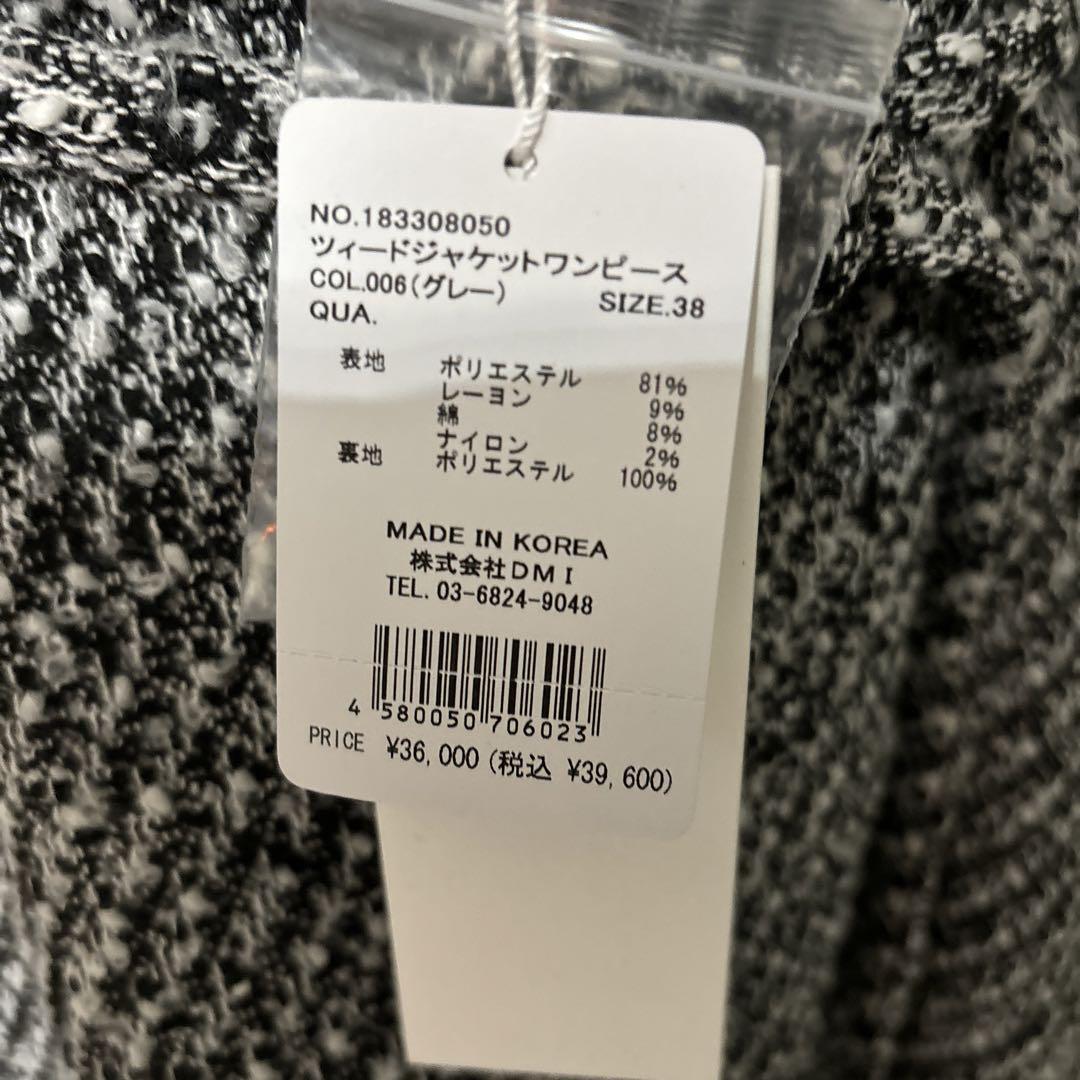 NO.183308050
ツィードジャケットワンピース
COL.006(グレー) SIZE.38
QUA.
表地 ポリエステル 81%
レーヨン 9%
綿 8%
ナイロン 2%
裏地 ポリエステル 100%
MADE IN KOREA
株式会社DMI
TEL. 03-6824-9048
4 580050 706023
PRICE ¥36,000 (税込 ¥39,600)